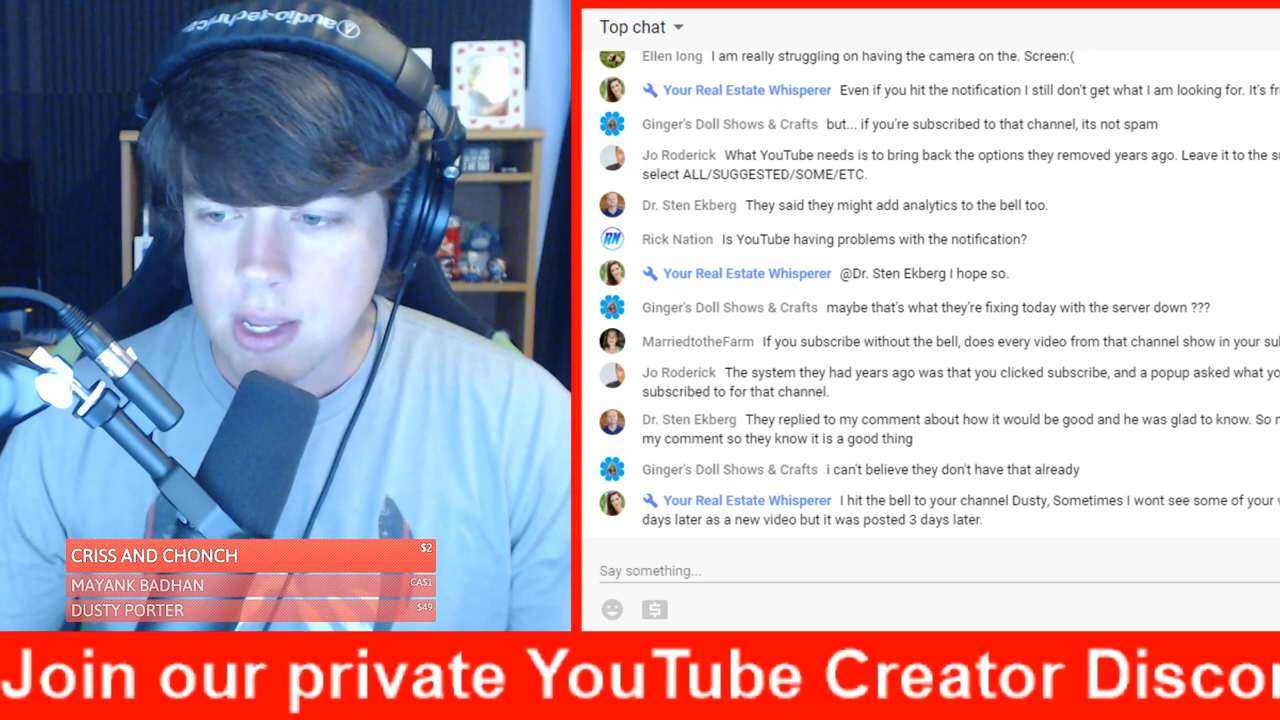 audio-technica
Top chat
Ellen long I am really struggling on having the camera on the. Screen:(
Your Real Estate Whisperer Even if you hit the notification I still don't get what I am looking for. It's fr
Ginger's Doll Shows & Crafts but... if you're subscribed to that channel, its not spam
Jo Roderick What YouTube needs is to bring back the options they removed years ago. Leave it to the su
select ALL/SUGGESTED/SOME/ETC.
Dr. Sten Ekberg They said they might add analytics to the bell too.
RN
Rick Nation Is YouTube having problems with the notification?
Your Real Estate Whisperer @Dr. Sten Ekberg I hope so.
Ginger's Doll Shows & Crafts maybe that's what they're fixing today with the server down ???
MarriedtotheFarm If you subscribe without the bell, does every video from that channel show in your sul
Jo Roderick The system they had years ago was that you clicked subscribe, and a popup asked what yo
subscribed to for that channel.
Dr. Sten Ekberg They replied to my comment about how it would be good and he was glad to know. So m
my comment so they know it is a good thing
Ginger's Doll Shows & Crafts i can't believe they don't have that already
Your Real Estate Whisperer I hit the bell to your channel Dusty, Sometimes I wont see some of your v
days later as a new video but it was posted 3 days later.
Say something...
CRISS AND CHONCH $2
MAYANK BADHAN CA$1
DUSTY PORTER $49
Join our private YouTube Creator Discor